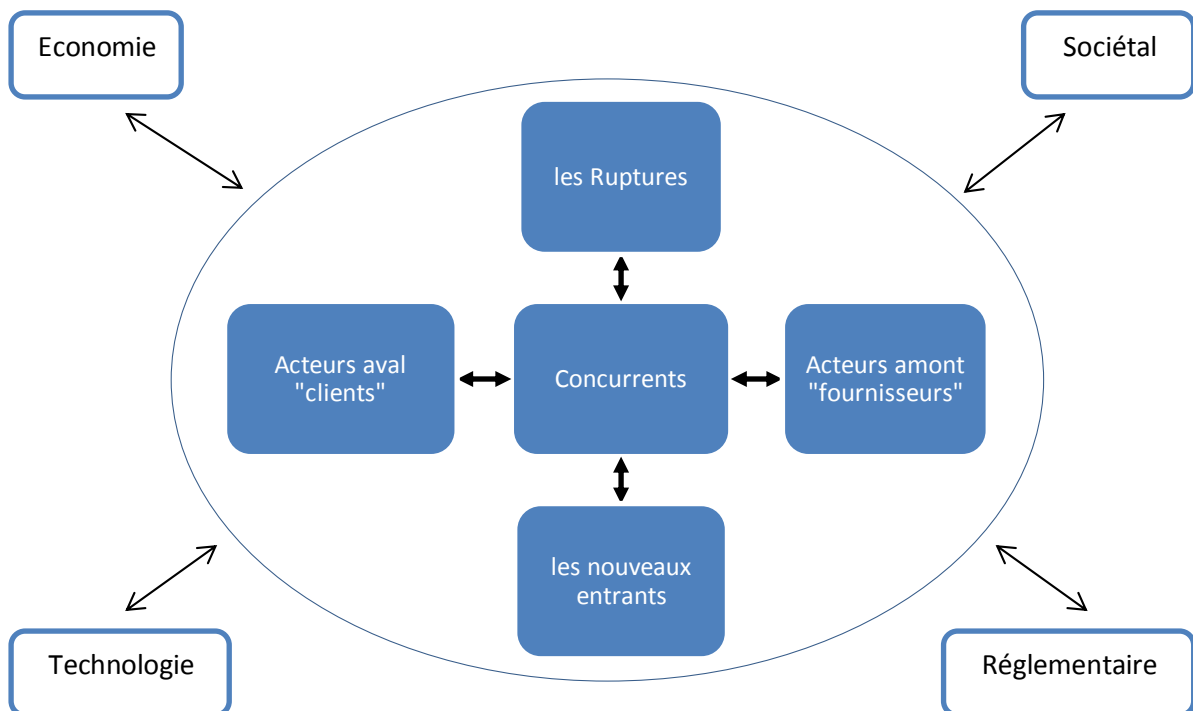 Economie
Sociétal
les Ruptures
Acteurs aval
"clients"
Concurrents
Acteurs amont
"fournisseurs"
les nouveaux
entrants
Technologie
Réglementaire